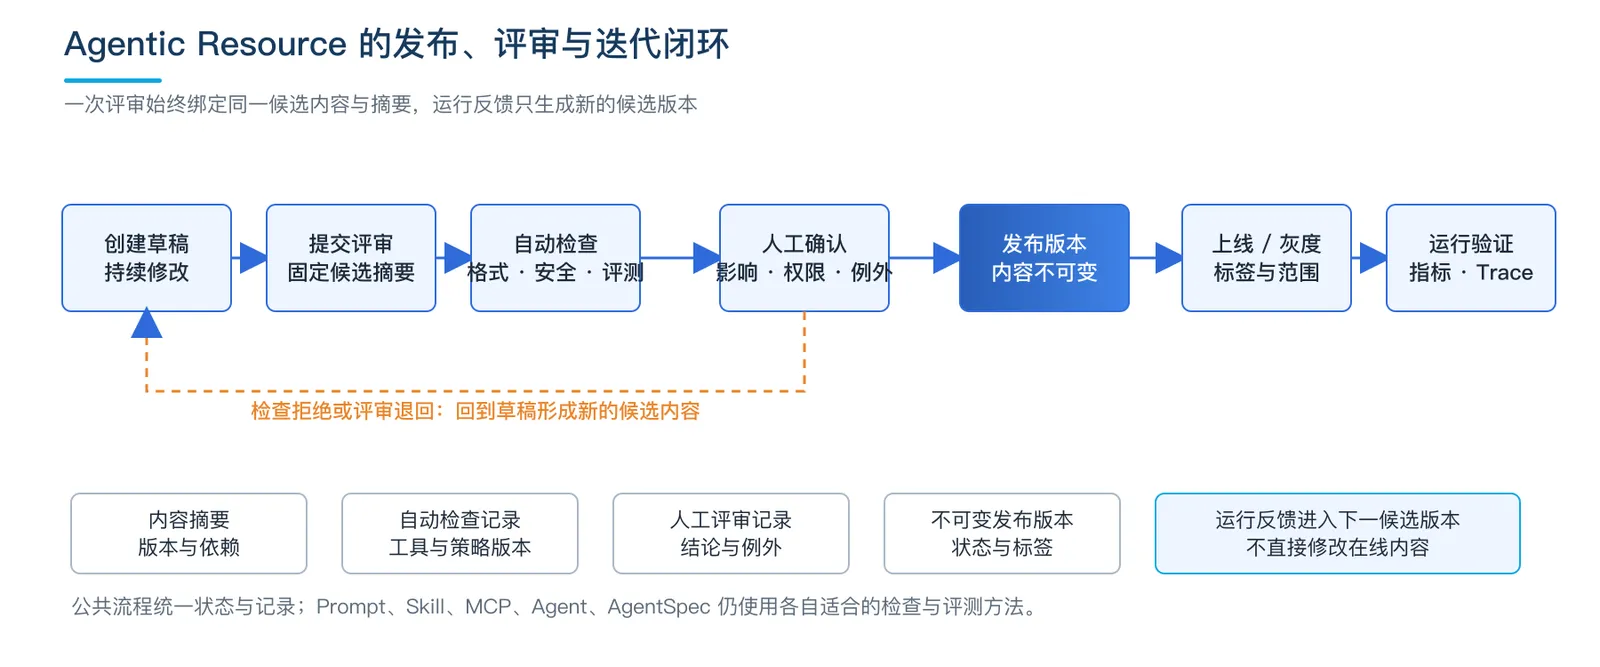 Agentic Resource 的发布、评审与迭代闭环
一次评审始终绑定同一候选内容与摘要，运行反馈只生成新的候选版本
创建草稿
持续修改
提交评审
固定候选摘要
自动检查
格式 · 安全 · 评测
人工确认
影响 · 权限 · 例外
发布版本
内容不可变
上线 / 灰度
标签与范围
运行验证
指标 · Trace
检查拒绝或评审退回：回到草稿形成新的候选内容
内容摘要
版本与依赖
自动检查记录
工具与策略版本
人工评审记录
结论与例外
不可变发布版本
状态与标签
运行反馈进入下一候选版本
不直接修改在线内容
公共流程统一状态与记录；Prompt、Skill、MCP、Agent、AgentSpec 仍使用各自适合的检查与评测方法。